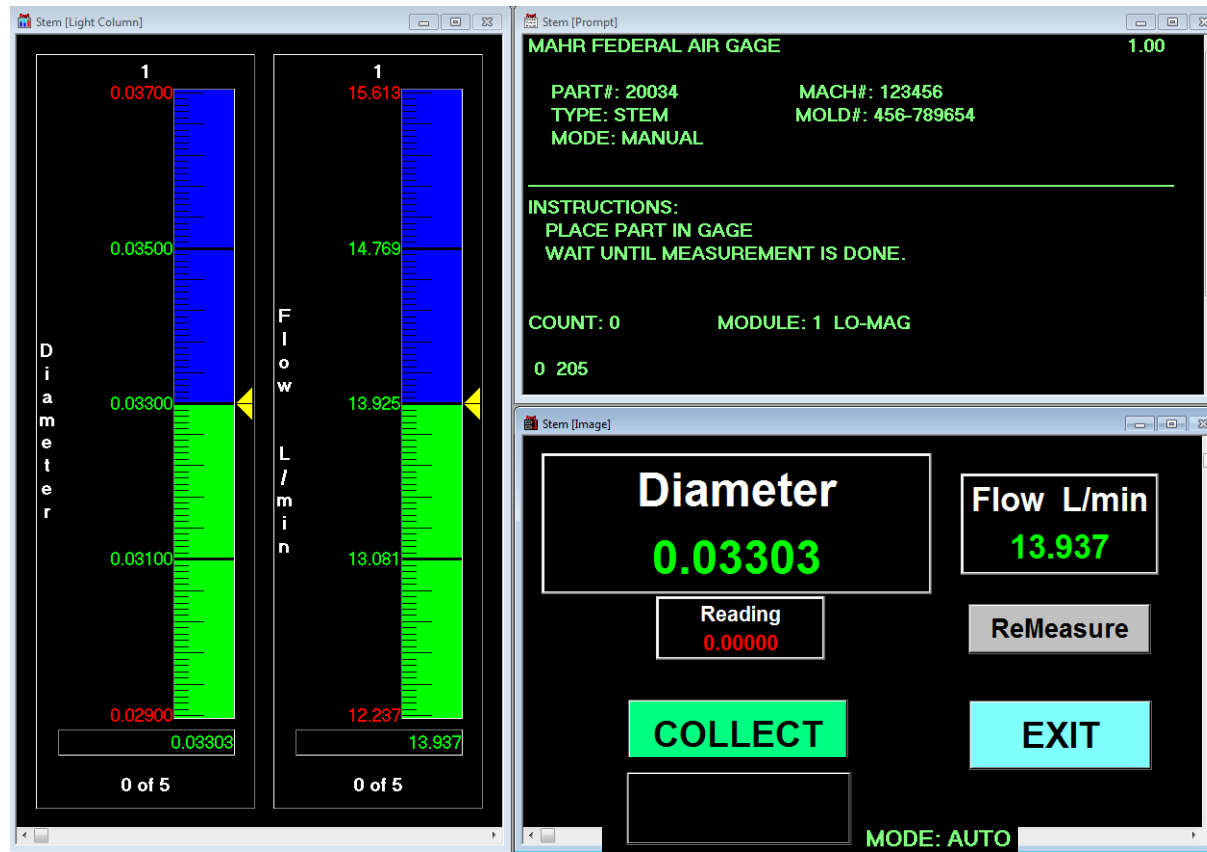 Stem [Light Column]
1
0.03700
0.03500
0.03300
0.03100
0.02900
Diameter
0.03303
0 of 5
1
15.613
14.769
13.925
13.081
12.237
Flow L/min
13.937
0 of 5
Stem [Prompt]
MAHR FEDERAL AIR GAGE 1.00
PART#: 20034 MACH#: 123456
TYPE: STEM MOLD#: 456-789654
MODE: MANUAL
INSTRUCTIONS:
PLACE PART IN GAGE
WAIT UNTIL MEASUREMENT IS DONE.
COUNT: 0 MODULE: 1 LO-MAG
0 205
Stem [Image]
Diameter
0.03303
Flow L/min
13.937
Reading
0.00000
ReMeasure
COLLECT
EXIT
MODE: AUTO